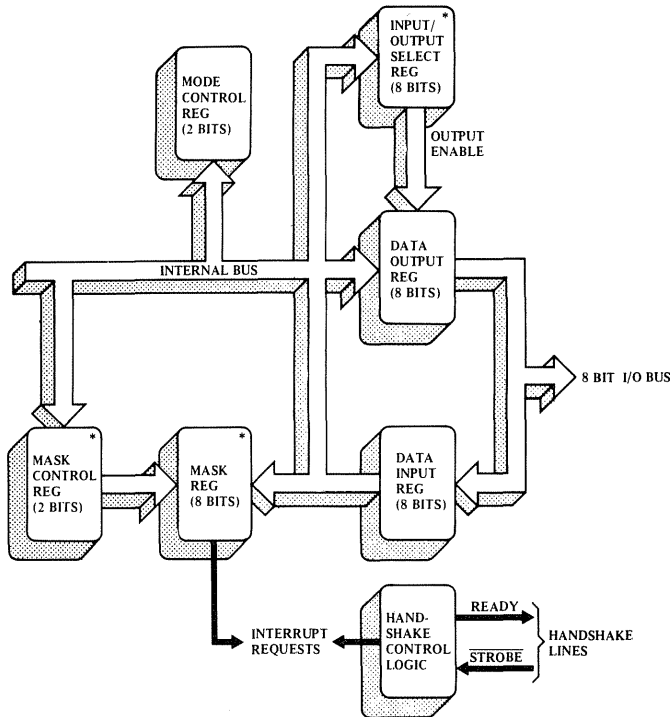 INPUT/ *
OUTPUT
SELECT
REG
(8 BITS)
MODE
CONTROL
REG
(2 BITS)
OUTPUT
ENABLE
INTERNAL BUS
DATA
OUTPUT
REG
(8 BITS)
8 BIT I/O BUS
*
MASK
CONTROL
REG
(2 BITS)
*
MASK
REG
(8 BITS)
DATA
INPUT
REG
(8 BITS)
INTERRUPT
REQUESTS
HAND-
SHAKE
CONTROL
LOGIC
READY
STROBE
HANDSHAKE
LINES